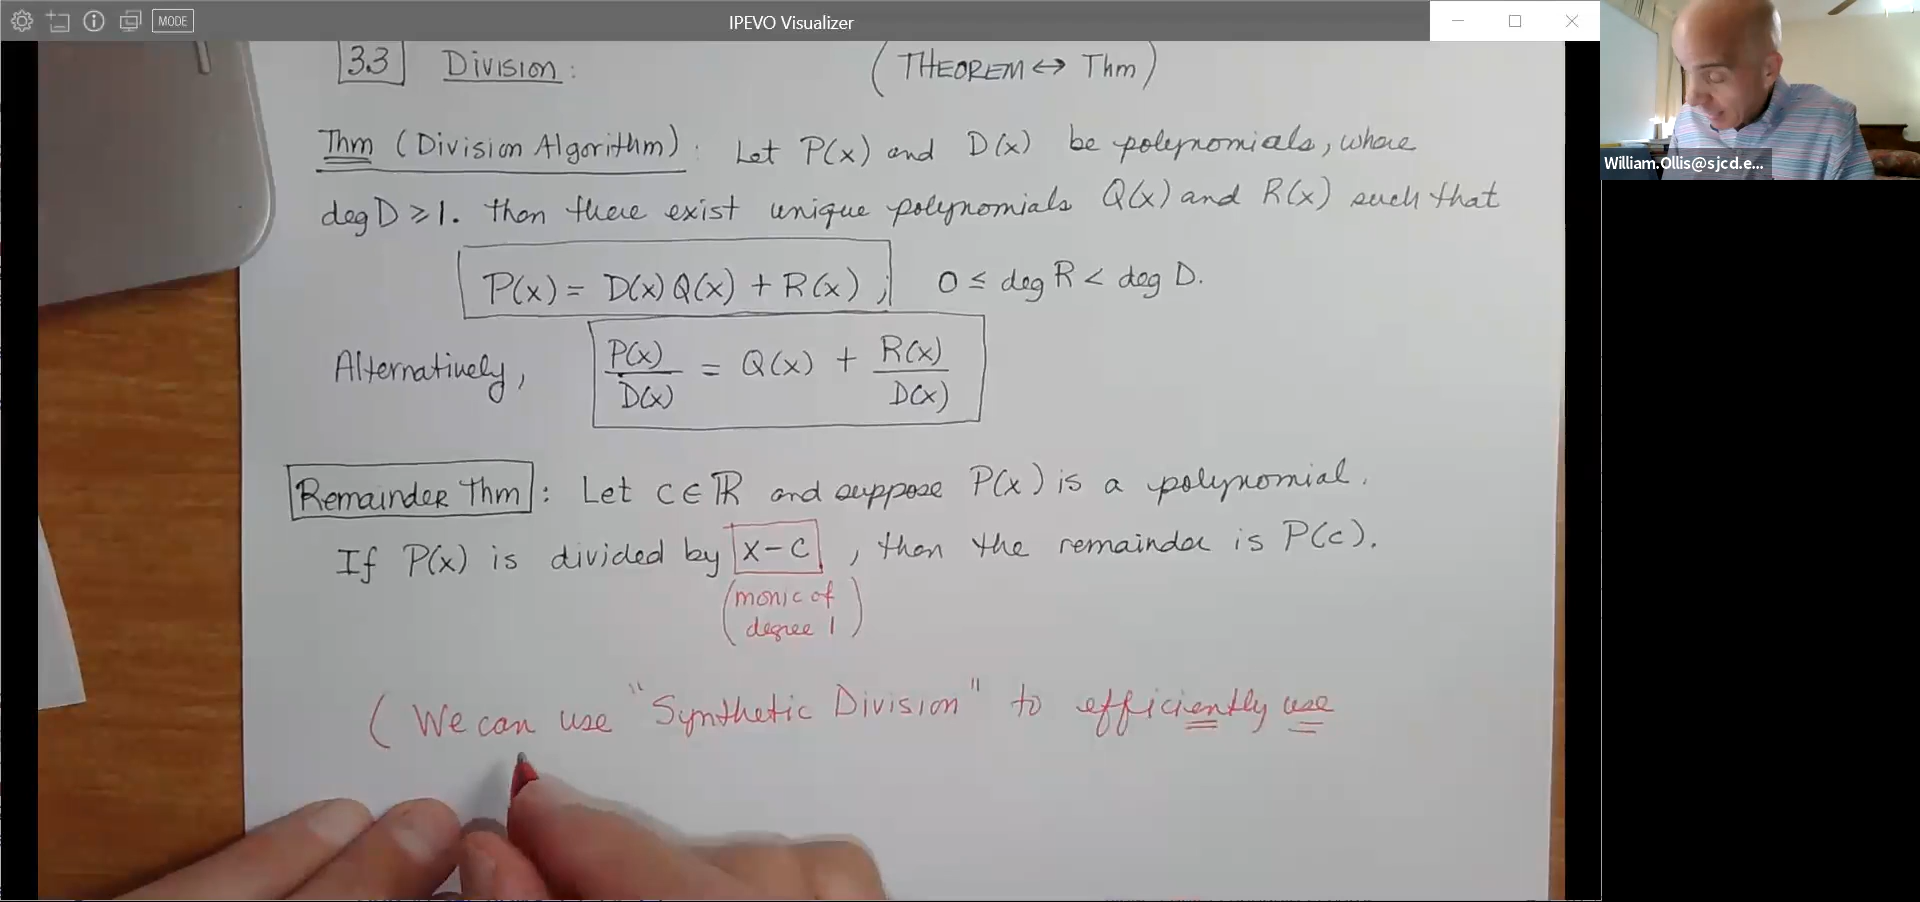 MODE
IPEVO Visualizer
3.3 Division: (THEOREM ↔ Thm)
Thm (Division Algorithm): Let P(x) and D(x) be polynomials, where
deg D ≥ 1. Then there exist unique polynomials Q(x) and R(x) such that
P(x) = D(x) Q(x) + R(x) ; 0 ≤ deg R < deg D.
Alternatively, P(x)/D(x) = Q(x) + R(x)/D(x)
Remainder Thm : Let c ∈ ℝ and suppose P(x) is a polynomial.
If P(x) is divided by x - c , then the remainder is P(c).
(monic of
degree 1)
(We can use "Synthetic Division" to efficiently use
William.Ollis@sjcd.e...